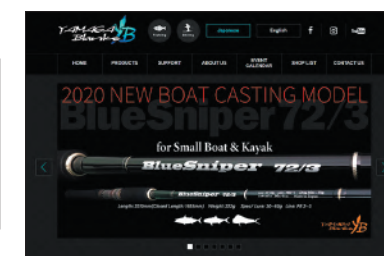 YAMAGA Blanks
Japanese English
HOME PRODUCTS SUPPORT ABOUT US EVENT CALENDAR SHOP LIST CONTACT US
2020 NEW BOAT CASTING MODEL
BlueSniper 72/3
for Small Boat & Kayak
BlueSniper 72/3
BlueSniper 72/3
YAMAGA Blanks